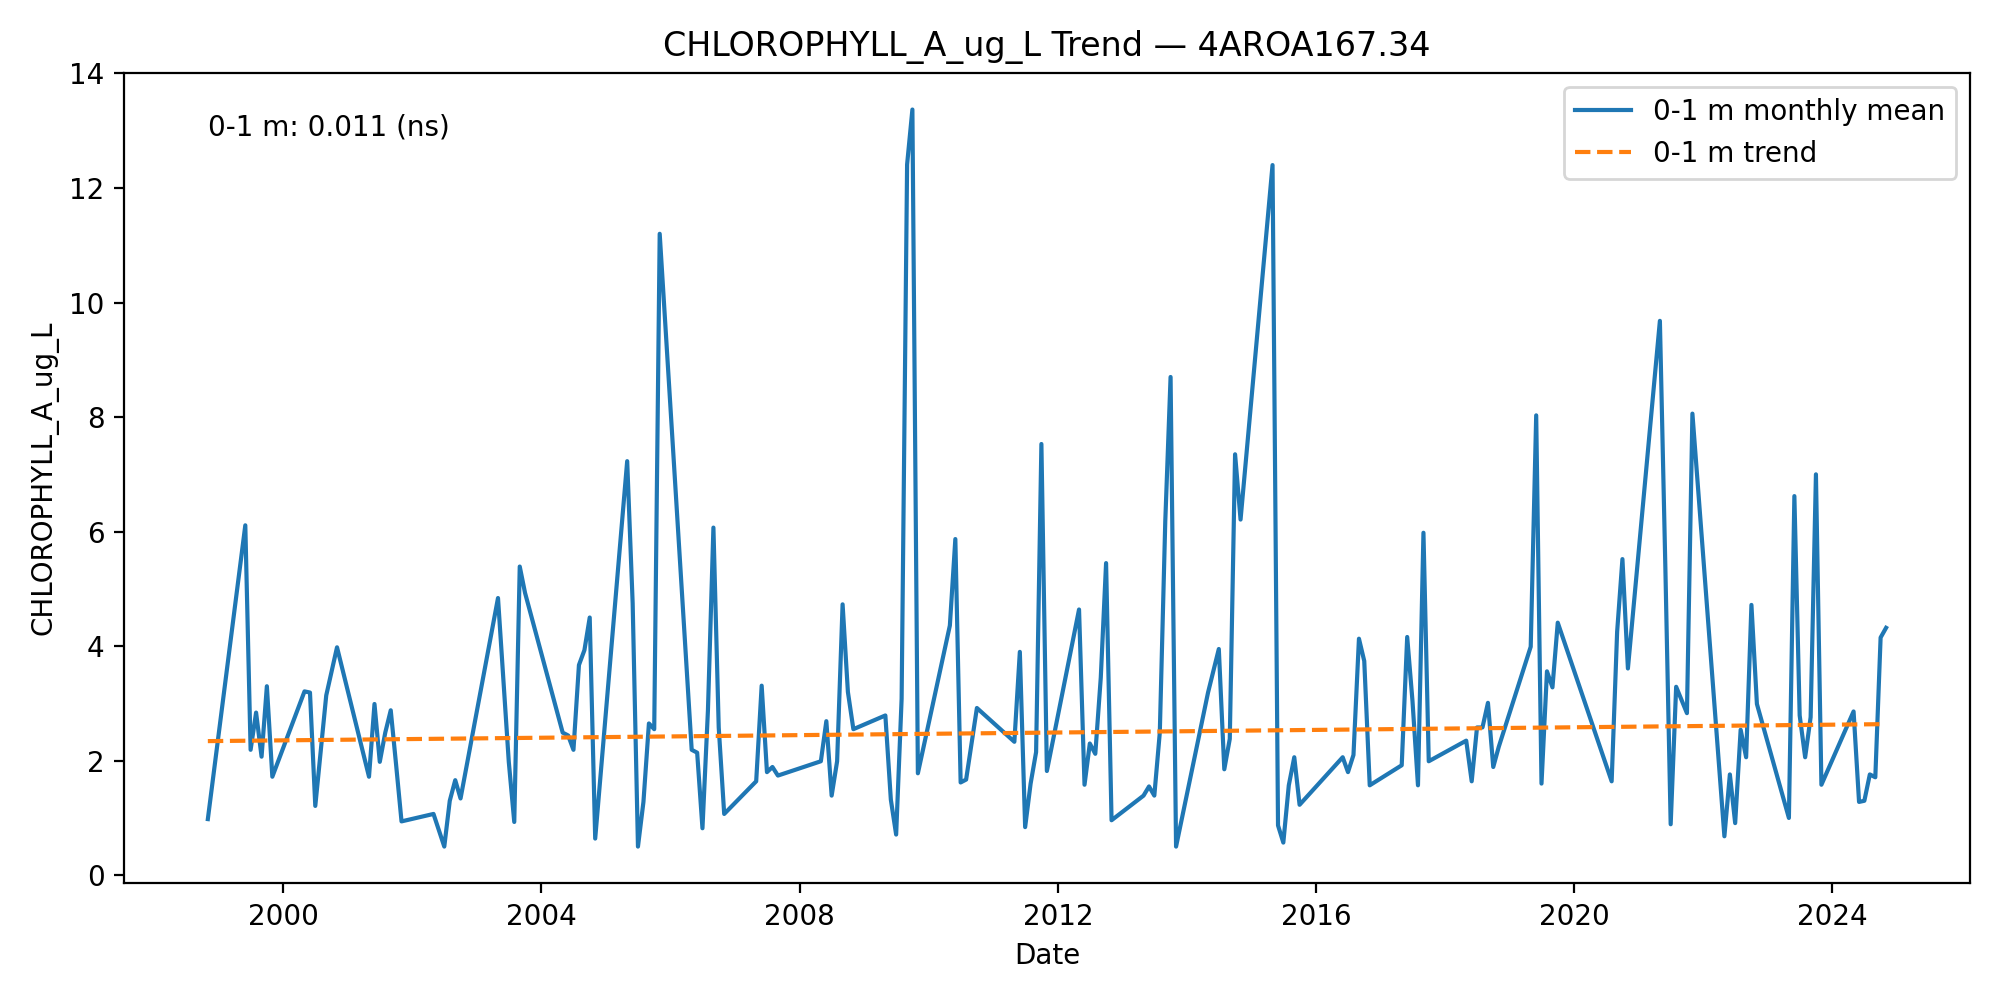 CHLOROPHYLL_A_ug_L Trend — 4AROA167.34
14
12
10
8
6
4
2
0
CHLOROPHYLL_A_ug_L
0-1 m: 0.011 (ns)
0-1 m monthly mean
0-1 m trend
2000 2004 2008 2012 2016 2020 2024
Date